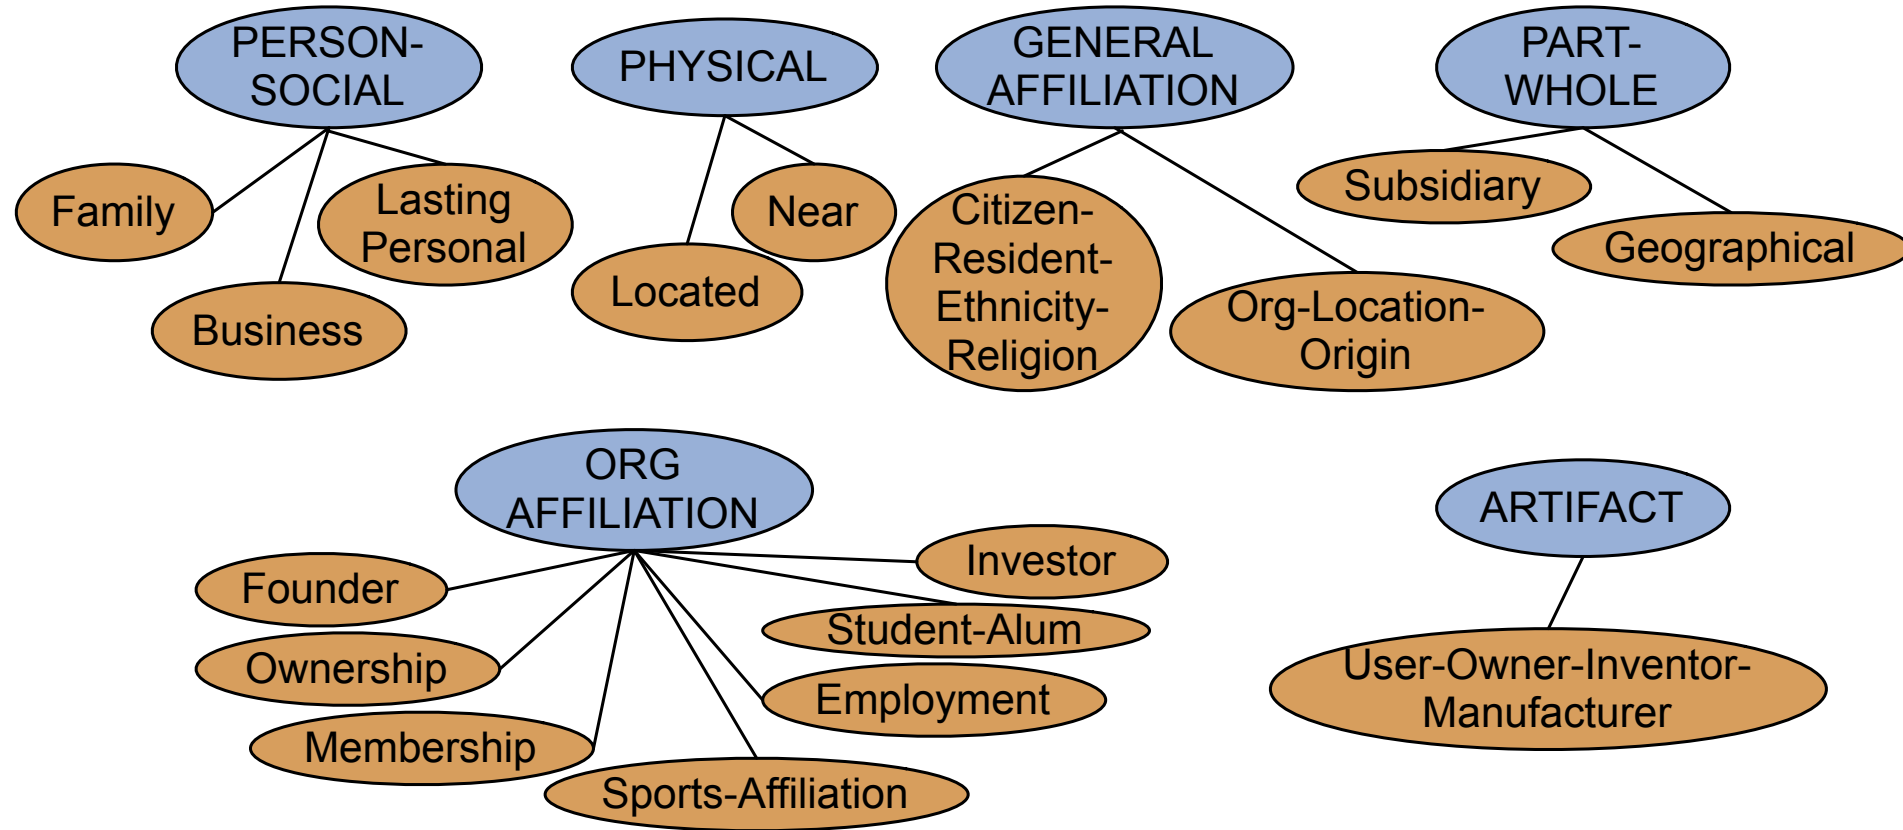 PERSON-
SOCIAL
PHYSICAL
GENERAL
AFFILIATION
PART-
WHOLE
Family
Lasting
Personal
Business
Near
Located
Citizen-
Resident-
Ethnicity-
Religion
Org-Location-
Origin
Subsidiary
Geographical
ORG
AFFILIATION
ARTIFACT
Founder
Ownership
Membership
Sports-Affiliation
Employment
Student-Alum
Investor
User-Owner-Inventor-
Manufacturer